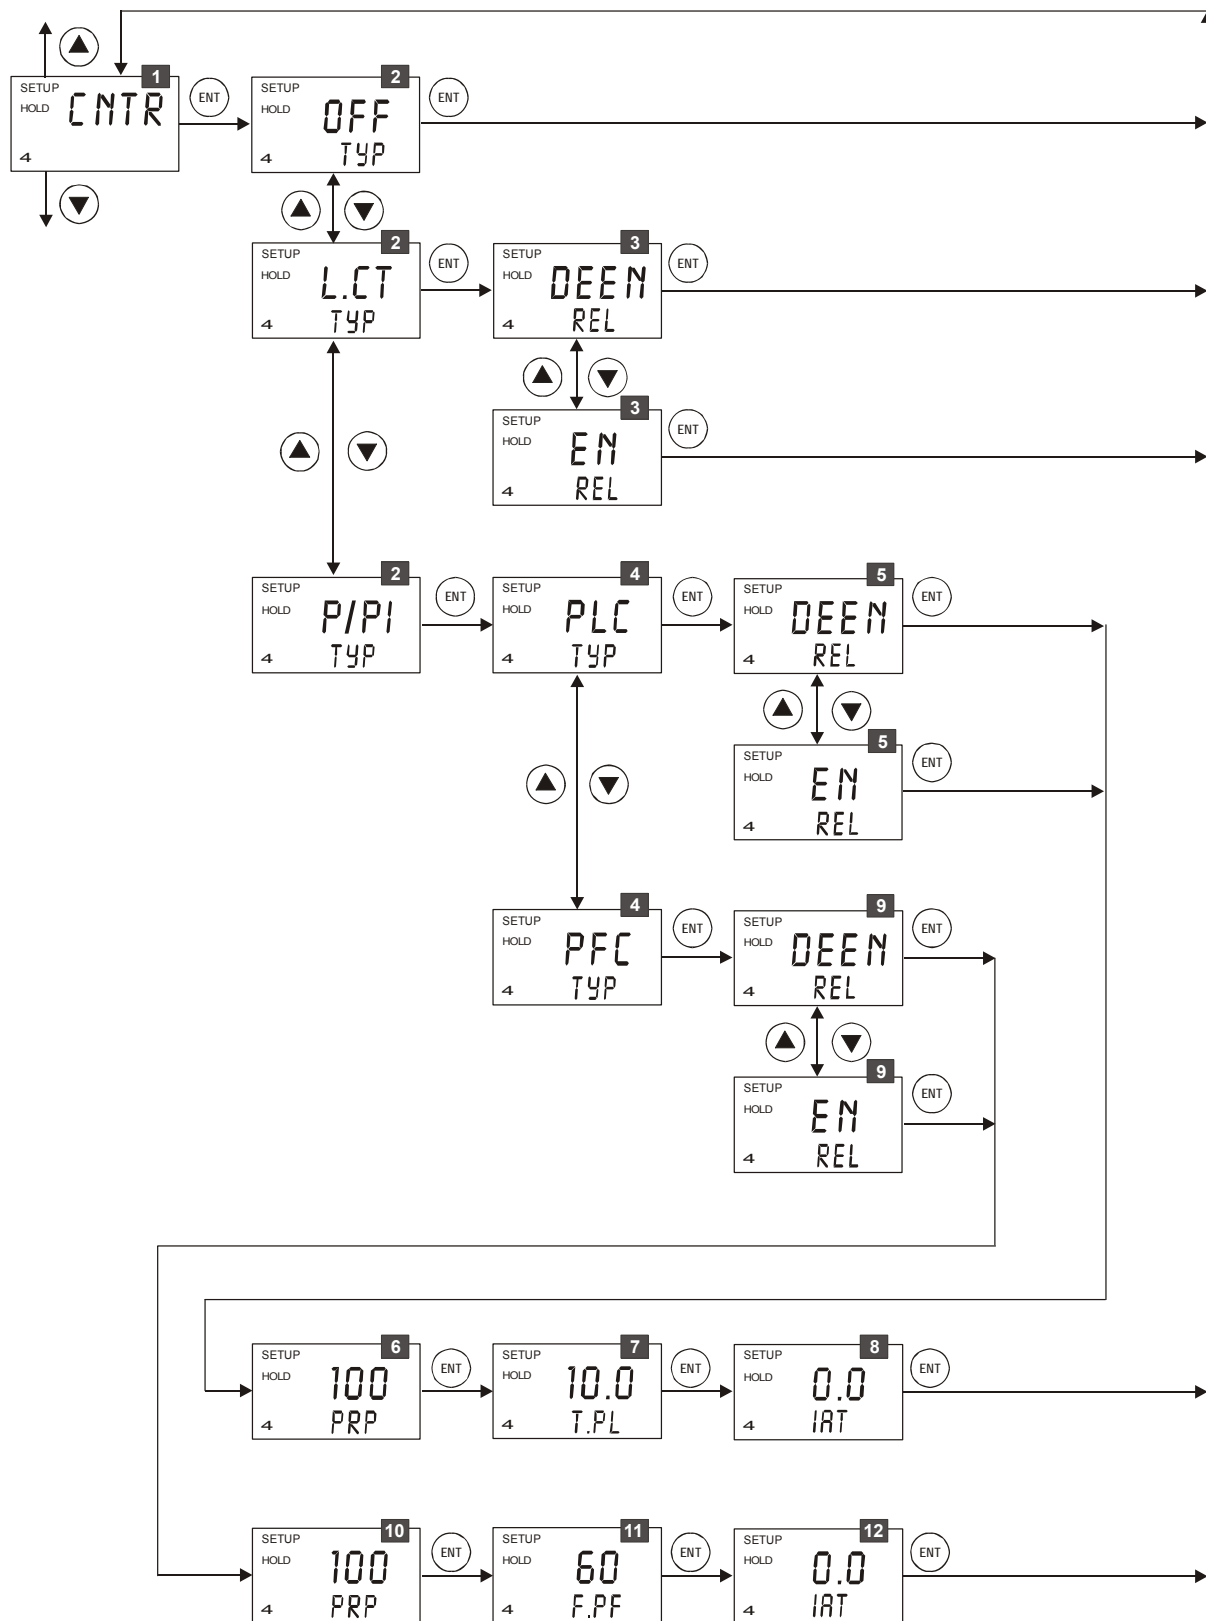 1
SETUP
HOLD
CNTR
4
ENT
2
SETUP
HOLD
OFF
4
TYP
ENT
2
SETUP
HOLD
L.CT
4
TYP
ENT
3
SETUP
HOLD
DEEN
4
REL
ENT
3
SETUP
HOLD
EN
4
REL
ENT
2
SETUP
HOLD
P/PI
4
TYP
ENT
4
SETUP
HOLD
PLC
4
TYP
ENT
5
SETUP
HOLD
DEEN
4
REL
ENT
5
SETUP
HOLD
EN
4
REL
ENT
4
SETUP
HOLD
PFC
4
TYP
ENT
9
SETUP
HOLD
DEEN
4
REL
ENT
9
SETUP
HOLD
EN
4
REL
ENT
6
SETUP
HOLD
100
4
PRP
ENT
7
SETUP
HOLD
10.0
4
T.PL
ENT
8
SETUP
HOLD
0.0
4
IAT
ENT
10
SETUP
HOLD
100
4
PRP
ENT
11
SETUP
HOLD
60
4
F.PF
ENT
12
SETUP
HOLD
0.0
4
IAT
ENT